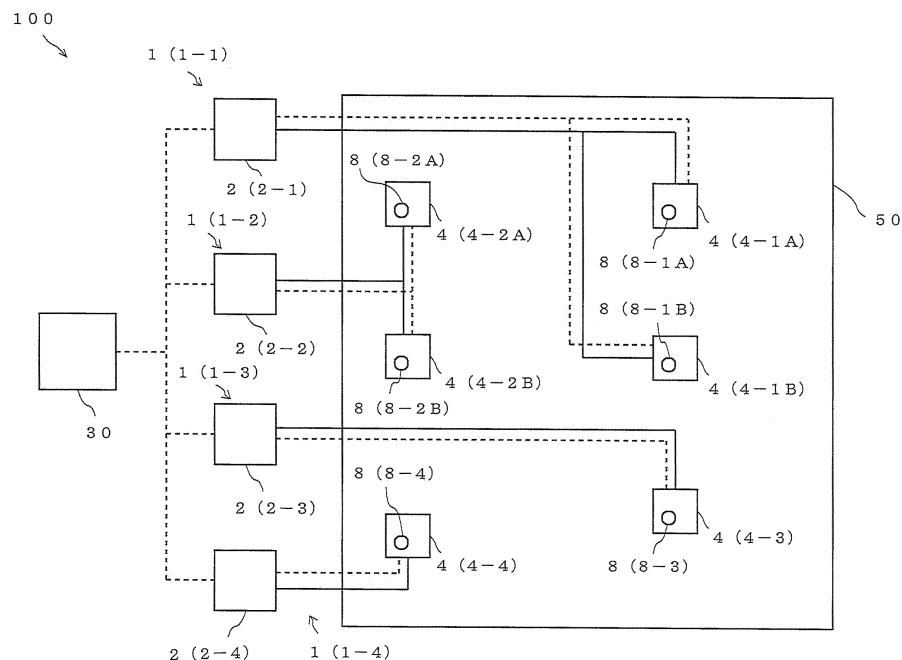 100
1 (1-1)
2 (2-1)
8 (8-2A)
4 (4-2A)
50
4 (4-1A)
8 (8-1A)
1 (1-2)
8 (8-1B)
2 (2-2)
4 (4-2B)
4 (4-1B)
1 (1-3)
8 (8-2B)
30
8 (8-4)
2 (2-3)
4 (4-3)
4 (4-4)
8 (8-3)
2 (2-4)
1 (1-4)